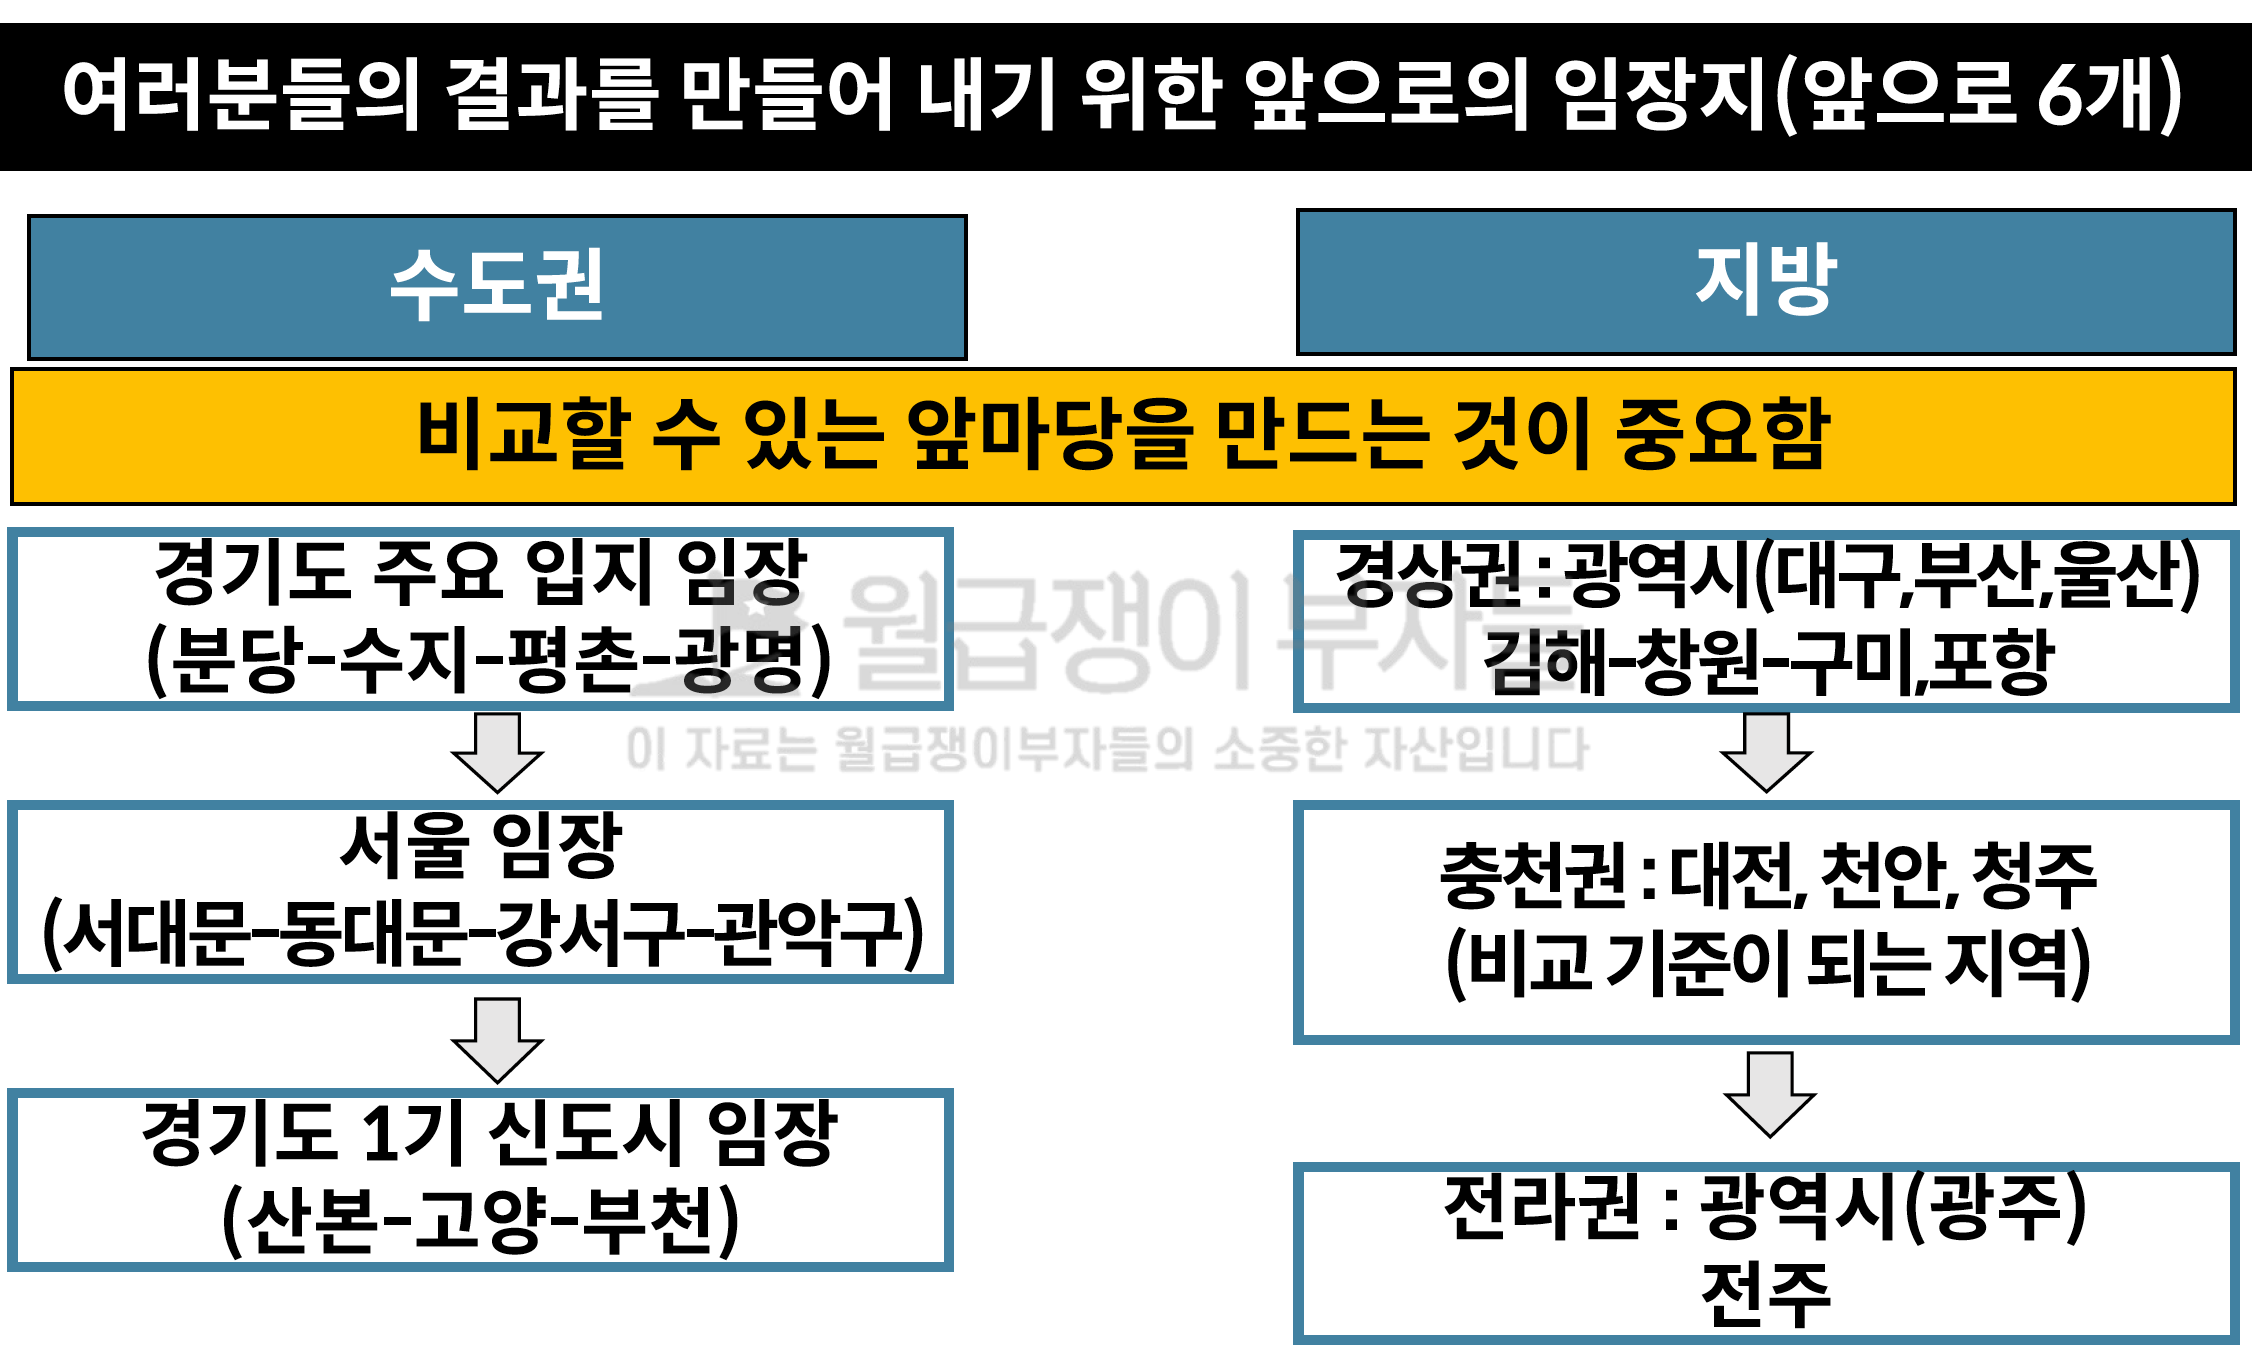 여러분들의 결과를 만들어 내기 위한 앞으로의 임장지(앞으로 6개)
수도권
지방
비교할 수 있는 앞마당을 만드는 것이 중요함
경기도 주요 입지 임장
(분당-수지-평촌-광명)
서울 임장
(서대문-동대문-강서구-관악구)
경기도 1기 신도시 임장
(산본-고양-부천)
경상권 : 광역시(대구,부산,울산)
김해-창원-구미,포항
충천권 : 대전, 천안, 청주
(비교 기준이 되는 지역)
전라권 : 광역시(광주)
전주
월급쟁이 부자들
이 자료는 월급쟁이부자들의 소중한 자산입니다